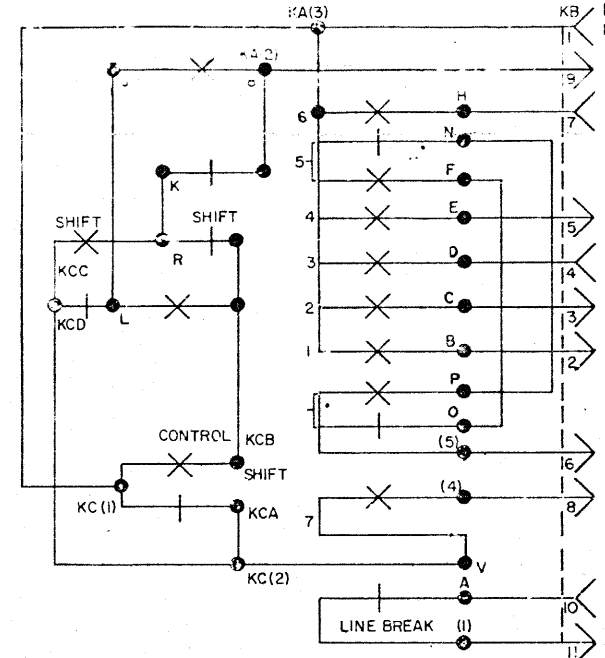 KA(3) KB
1
KA(2)
9
H
6
7
N
5
K
F
SHIFT SHIFT
4 E
5
R
KCC
3 D
4
2 C
3
KCD L
1 B
2
P
O
CONTROL KCB
(5)
SHIFT
6
KC(1) KCA
(4)
8
7
V
KC(2)
A
10
LINE BREAK (1)
11